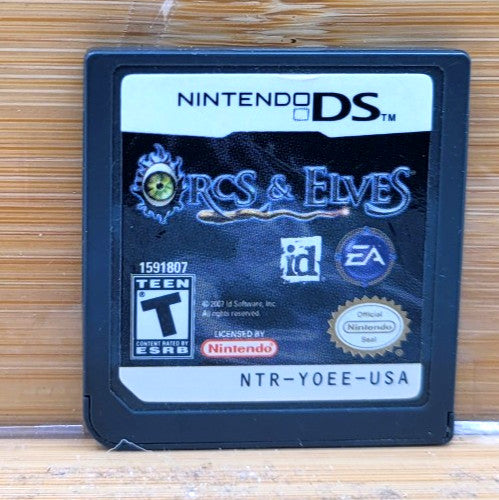 NINTENDO DS™
ORCS & ELVES
id EA
1591807
TEEN
T
CONTENT RATED BY
ESRB
© 2007 id Software, Inc.
All rights reserved.
LICENSED BY
Nintendo
Official
Nintendo
Seal
NTR-YOEE-USA